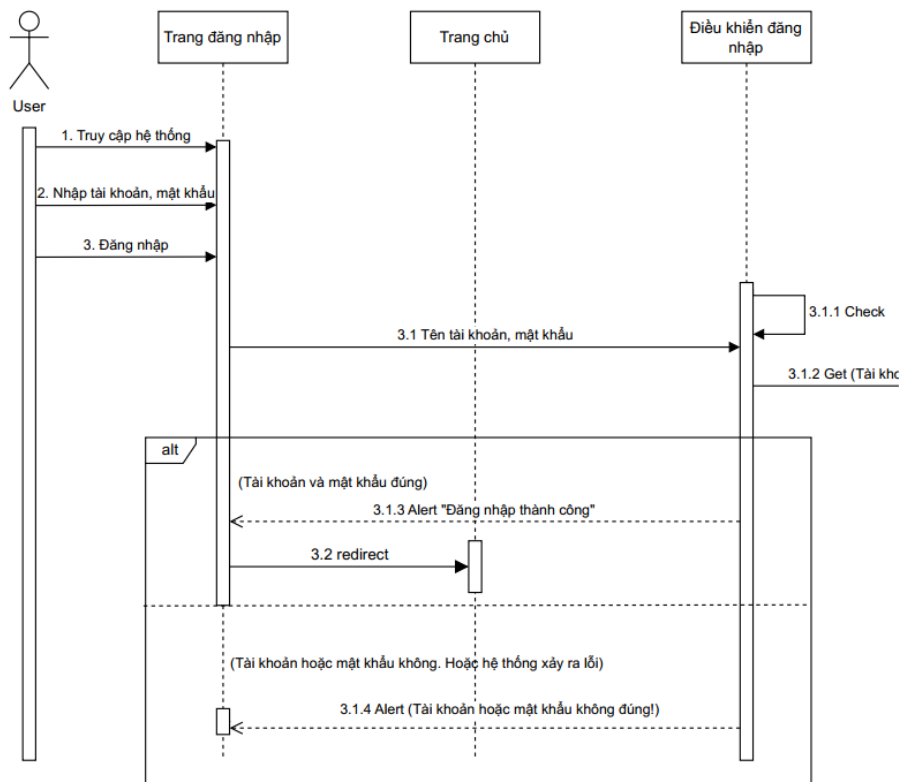 Trang đăng nhập
Trang chủ
Điều khiển đăng
nhập
User
1. Truy cập hệ thống
2. Nhập tài khoản, mật khẩu
3. Đăng nhập
3.1.1 Check
3.1 Tên tài khoản, mật khẩu
3.1.2 Get (Tài
alt
(Tài khoản và mật khẩu đúng)
3.1.3 Alert "Đăng nhập thành công"
3.2 redirect
(Tài khoản hoặc mật khẩu không. Hoặc hệ thống xảy ra lỗi)
3.1.4 Alert (Tài khoản hoặc mật khẩu không đúng!)